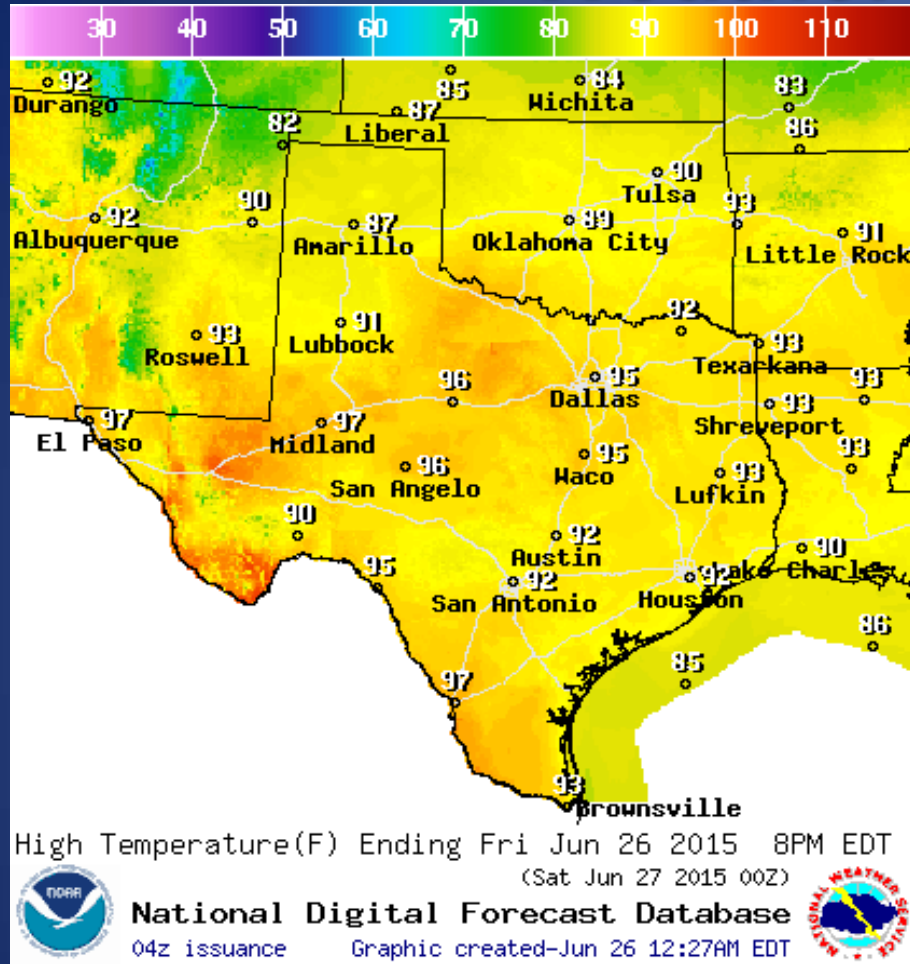 30 40 50 60 70 80 90 100 110
92
Durango
85
84
Wichita
83
87
Liberal
82
86
90
Tulsa
92
Albuquerque
90
87
Amarillo
89
Oklahoma City
93
91
Little Rock
93
Roswell
91
Lubbock
92
93
Texarkana
96
95
Dallas
93
Shreveport
93
97
El Paso
97
Midland
96
San Angelo
95
Waco
93
Lufkin
93
90
92
Austin
90
Lake Charles
95
92
San Antonio
92
Houston
86
85
97
93
Brownsville
High Temperature(F) Ending Fri Jun 26 2015 8PM EDT
(Sat Jun 27 2015 00Z)
NOAA
National Digital Forecast Database
04z issuance Graphic created-Jun 26 12:27AM EDT
NATIONAL WEATHER SERVICE